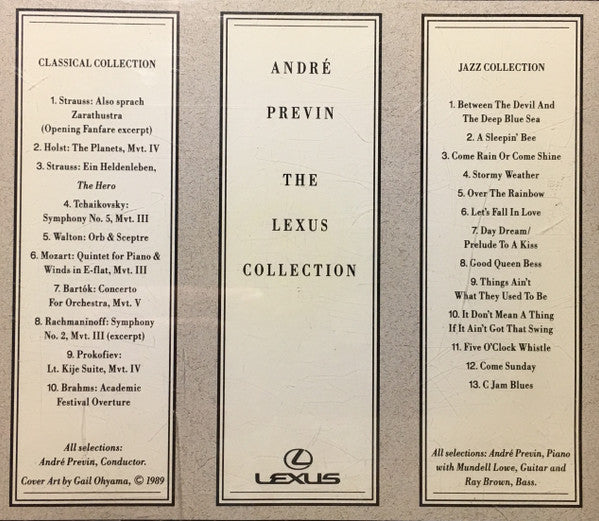 CLASSICAL COLLECTION
1. Strauss: Also sprach
Zarathustra
(Opening Fanfare excerpt)
2. Holst: The Planets, Mvt. IV
3. Strauss: Ein Heldenleben,
The Hero
4. Tchaikovsky:
Symphony No. 5, Mvt. III
5. Walton: Orb & Sceptre
6. Mozart: Quintet for Piano &
Winds in E-flat, Mvt. III
7. Bartók: Concerto
For Orchestra, Mvt. V
8. Rachmaninoff: Symphony
No. 2, Mvt. III (excerpt)
9. Prokofiev:
Lt. Kije Suite, Mvt. IV
10. Brahms: Academic
Festival Overture
All selections:
André Previn, Conductor.
Cover Art by Gail Ohyama, © 1989
ANDRÉ
PREVIN
THE
LEXUS
COLLECTION
LEXUS
JAZZ COLLECTION
1. Between The Devil And
The Deep Blue Sea
2. A Sleepin' Bee
3. Come Rain Or Come Shine
4. Stormy Weather
5. Over The Rainbow
6. Let's Fall In Love
7. Day Dream/
Prelude To A Kiss
8. Good Queen Bess
9. Things Ain't
What They Used To Be
10. It Don't Mean A Thing
If It Ain't Got That Swing
11. Five O'Clock Whistle
12. Come Sunday
13. C Jam Blues
All selections: André Previn, Piano
with Mundell Lowe, Guitar and
Ray Brown, Bass.